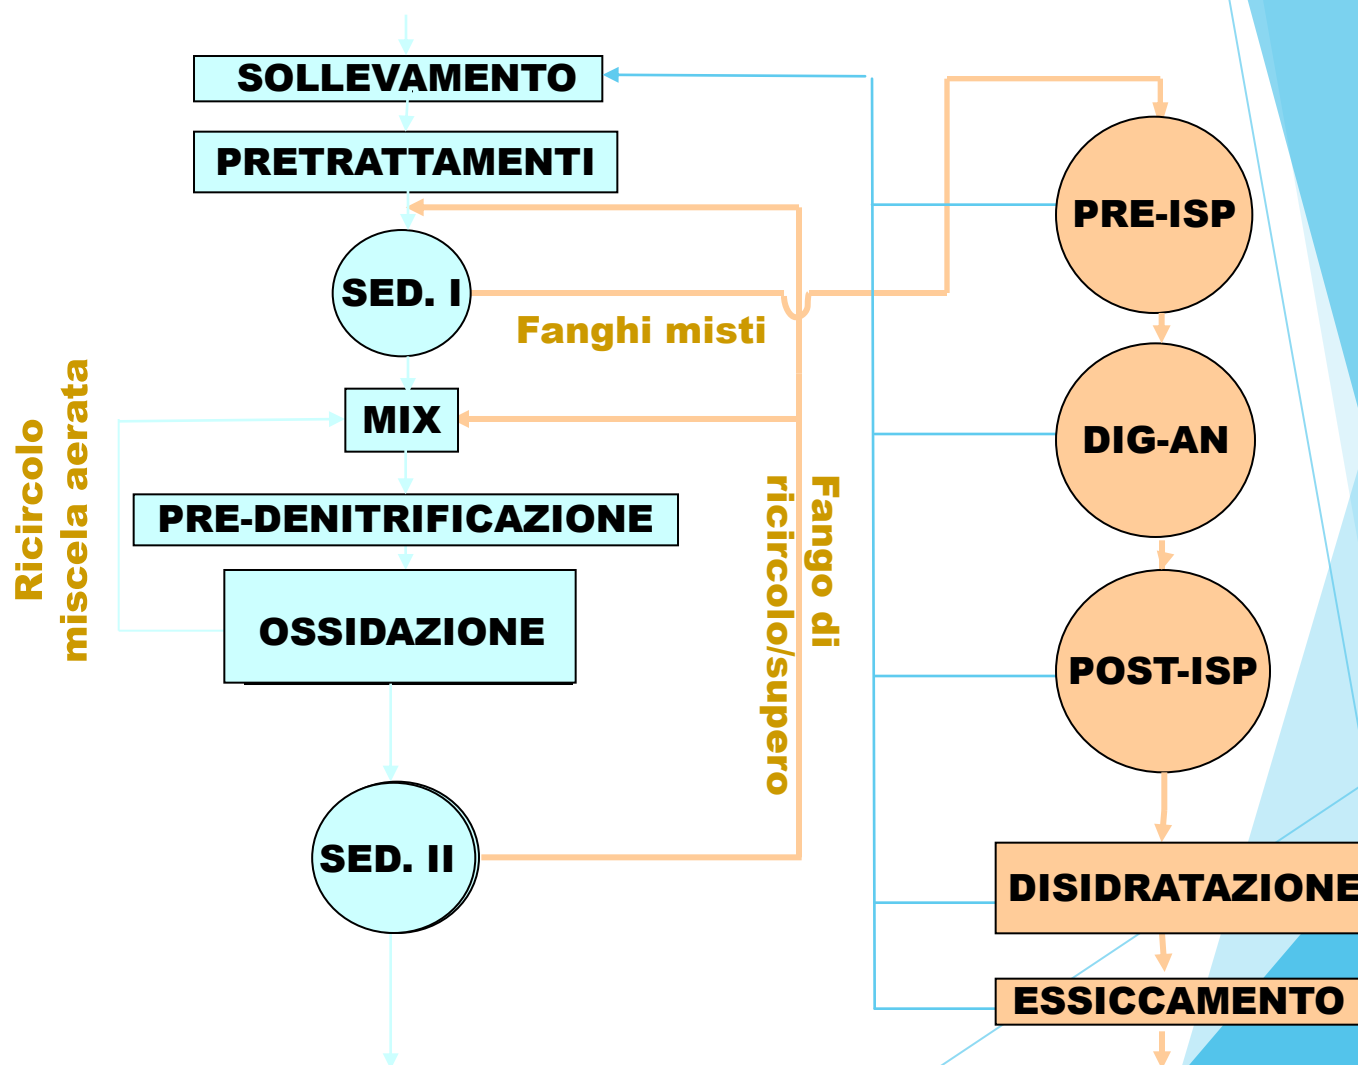 SOLLEVAMENTO
PRETRATTAMENTI
SED. I
Fanghi misti
MIX
Ricircolo
miscela aerata
PRE-DENITRIFICAZIONE
OSSIDAZIONE
Fango di
ricircolo/supero
SED. II
PRE-ISP
DIG-AN
POST-ISP
DISIDRATAZIONE
ESSICCAMENTO